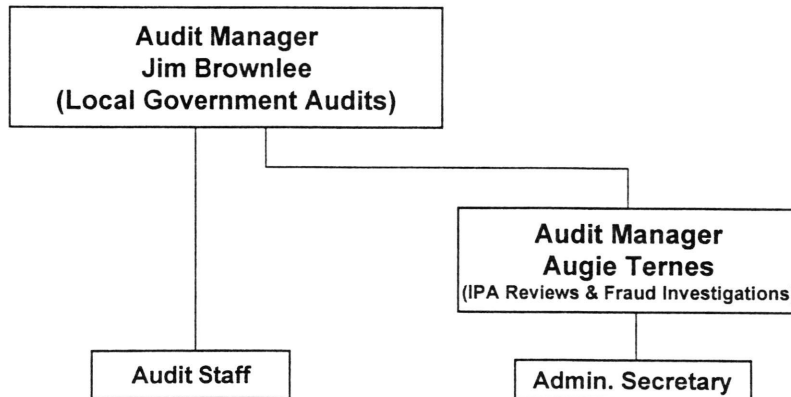 Audit Manager
Jim Brownlee
(Local Government Audits)
Audit Manager
Augie Ternes
(IPA Reviews & Fraud Investigations
Audit Staff
Admin. Secretary